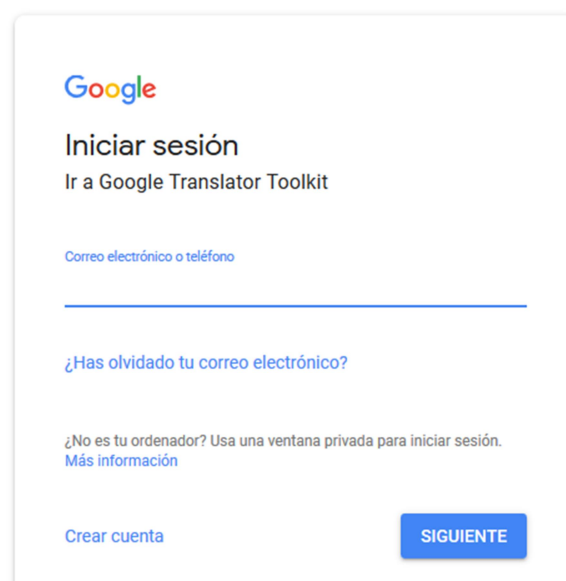 Google
Iniciar sesión
Ir a Google Translator Toolkit
Correo electrónico o teléfono
¿Has olvidado tu correo electrónico?
¿No es tu ordenador? Usa una ventana privada para iniciar sesión.
Más información
Crear cuenta
SIGUIENTE